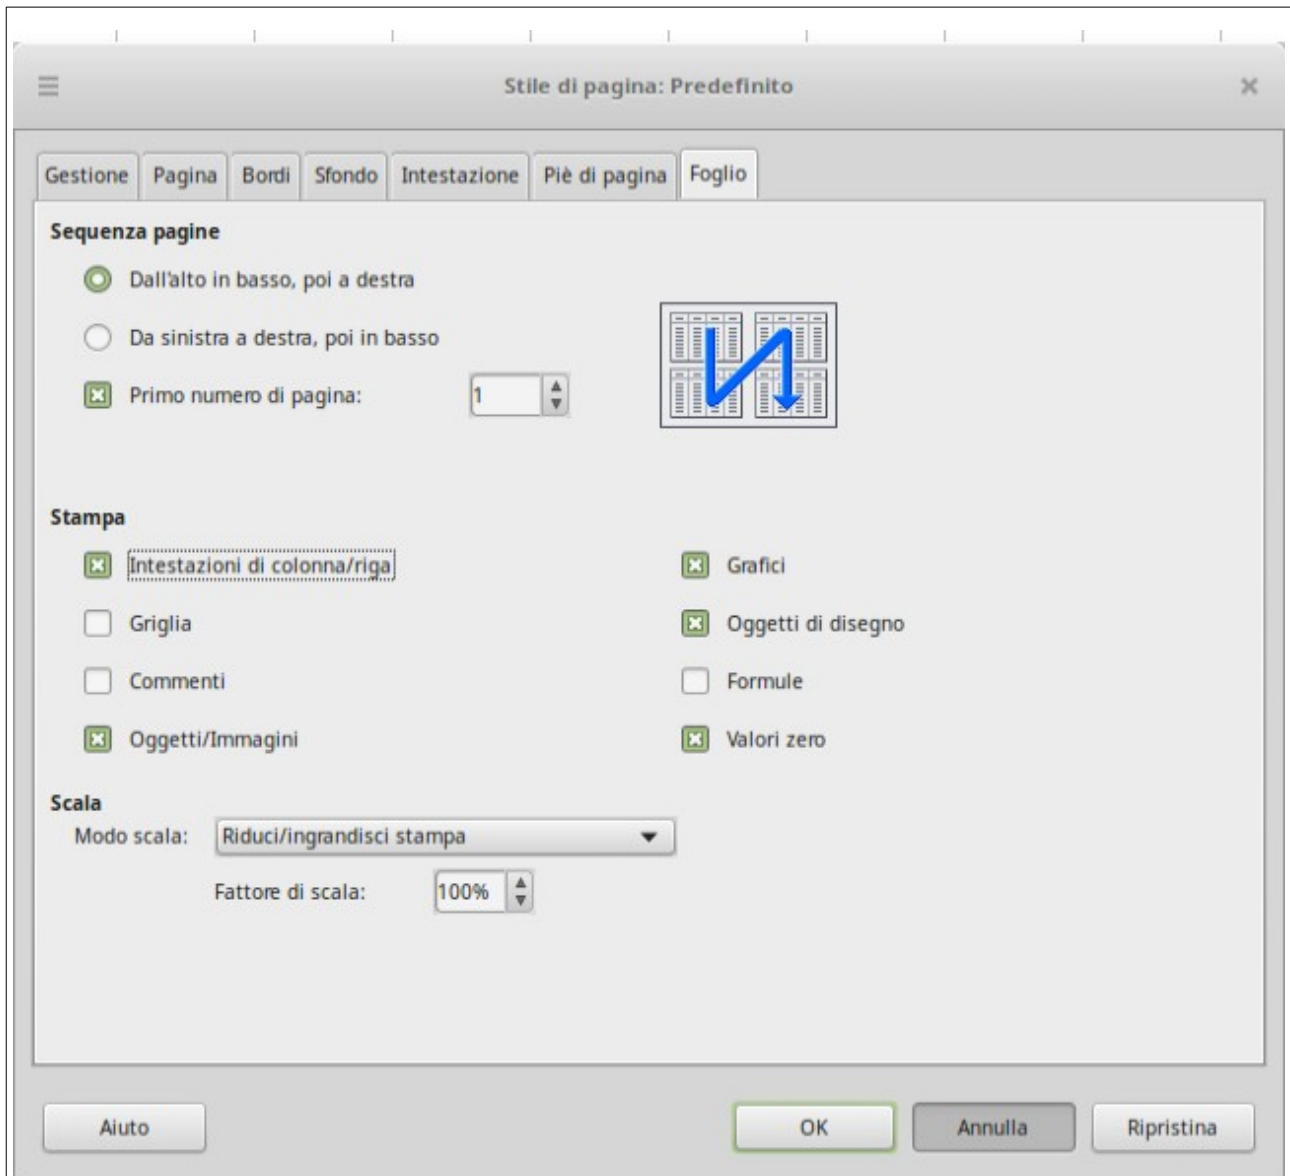 Stile di pagina: Predefinito
Gestione Pagina Bordi Sfondo Intestazione Piè di pagina Foglio
Sequenza pagine
Dall'alto in basso, poi a destra
Da sinistra a destra, poi in basso
Primo numero di pagina: 1
Stampa
Intestazioni di colonna/riga Grafici
Griglia Oggetti di disegno
Commenti Formule
Oggetti/Immagini Valori zero
Scala
Modo scala: Riduci/ingrandisci stampa
Fattore di scala: 100%
Aiuto OK Annulla Ripristina